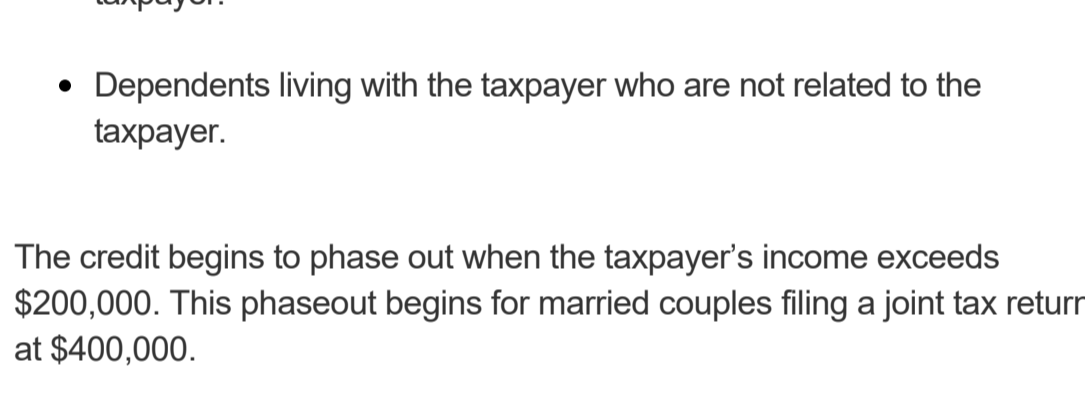 • Dependents living with the taxpayer who are not related to the
taxpayer.
The credit begins to phase out when the taxpayer’s income exceeds
$200,000. This phaseout begins for married couples filing a joint tax return
at $400,000.